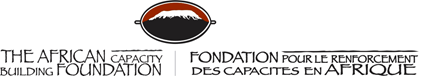 THE AFRICAN CAPACITY
BUILDING FOUNDATION
FONDATION POUR LE RENFORCEMENT
DES CAPACITES EN AFRIQUE